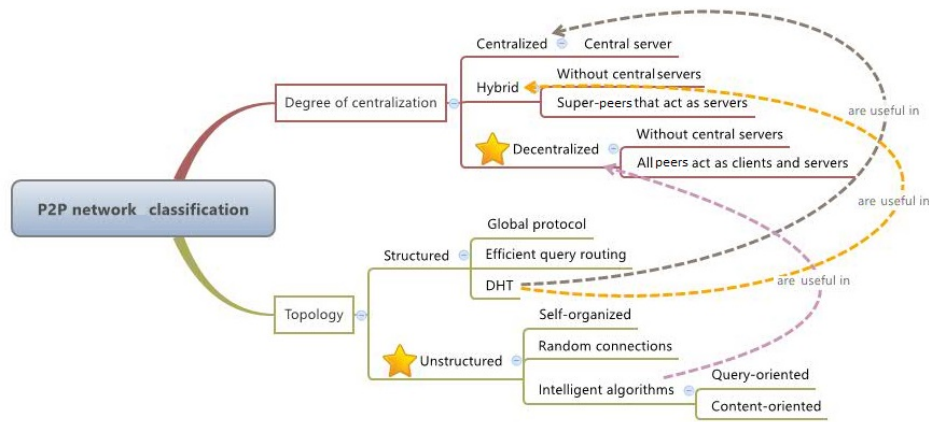 Centralized
Central server
Without central servers
Hybrid
Super-peers that act as servers
Degree of centralization
are useful in
Without central servers
Decentralized
All peers act as clients and servers
P2P network classification
are useful in
Global protocol
Structured
Efficient query routing
DHT
are useful in
Topology
Self-organized
Random connections
Unstructured
Query-oriented
Intelligent algorithms
Content-oriented